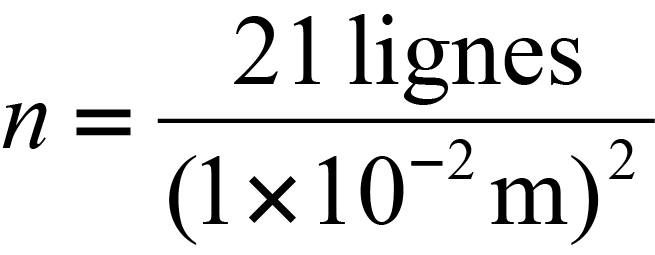 n = 21 lignes
(1×10⁻² m)²